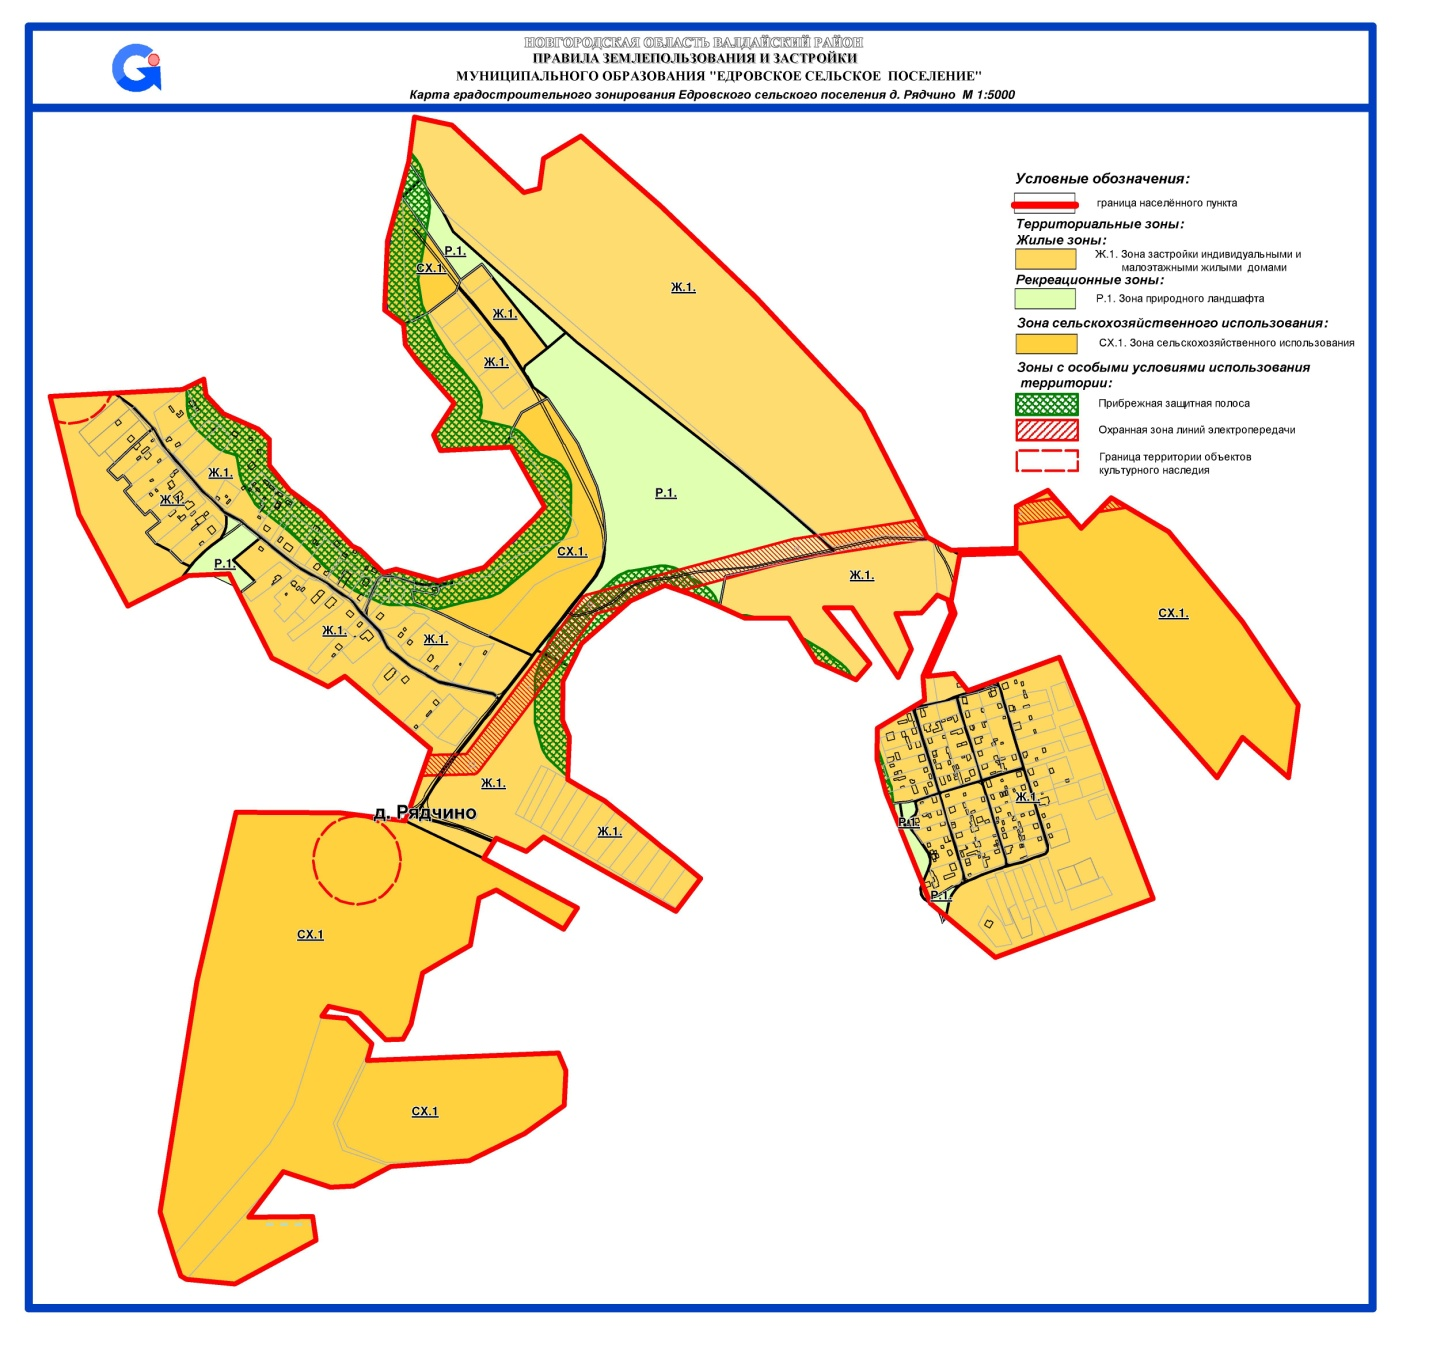 НОВГОРОДСКАЯ ОБЛАСТЬ ВАЛДАЙСКИЙ РАЙОН
ПРАВИЛА ЗЕМЛЕПОЛЬЗОВАНИЯ И ЗАСТРОЙКИ
МУНИЦИПАЛЬНОГО ОБРАЗОВАНИЯ "ЕДРОВСКОЕ СЕЛЬСКОЕ ПОСЕЛЕНИЕ"
Карта градостроительного зонирования Едровского сельского поселения д. Рядчино М 1:5000
Условные обозначения:
граница населённого пункта
Территориальные зоны:
Жилые зоны:
Ж.1. Зона застройки индивидуальными и
малоэтажными жилыми домами
Рекреационные зоны:
Р.1. Зона природного ландшафта
Зона сельскохозяйственного использования:
СХ.1. Зона сельскохозяйственного использования
Зоны с особыми условиями использования
территории:
Прибрежная защитная полоса
Охранная зона линий электропередачи
Граница территории объектов
культурного наследия
Р.1.
СХ.1.
Ж.1.
Ж.1.
Ж.1.
Ж.1.
Ж.1.
Р.1.
СХ.1.
Р.1.
Ж.1.
СХ.1.
Ж.1.
Ж.1.
Ж.1.
Ж.1.
д. Рядчино
Р.1.
Ж.1.
Р.1.
СХ.1
СХ.1